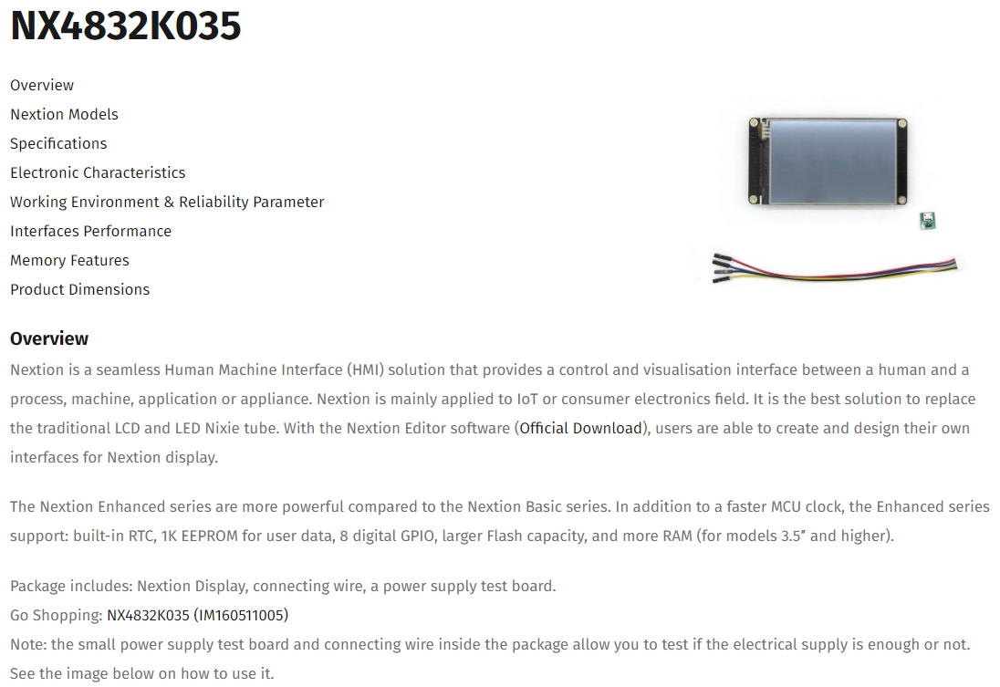 NX4832K035
Overview
Nextion Models
Specifications
Electronic Characteristics
Working Environment & Reliability Parameter
Interfaces Performance
Memory Features
Product Dimensions
Overview
Nextion is a seamless Human Machine Interface (HMI) solution that provides a control and visualisation interface between a human and a
process, machine, application or appliance. Nextion is mainly applied to IoT or consumer electronics field. It is the best solution to replace
the traditional LCD and LED Nixie tube. With the Nextion Editor software (Official Download), users are able to create and design their own
interfaces for Nextion display.
The Nextion Enhanced series are more powerful compared to the Nextion Basic series. In addition to a faster MCU clock, the Enhanced series
support: built-in RTC, 1K EEPROM for user data, 8 digital GPIO, larger Flash capacity, and more RAM (for models 3.5″ and higher).
Package includes: Nextion Display, connecting wire, a power supply test board.
Go Shopping: NX4832K035 (IM160511005)
Note: the small power supply test board and connecting wire inside the package allow you to test if the electrical supply is enough or not.
See the image below on how to use it.